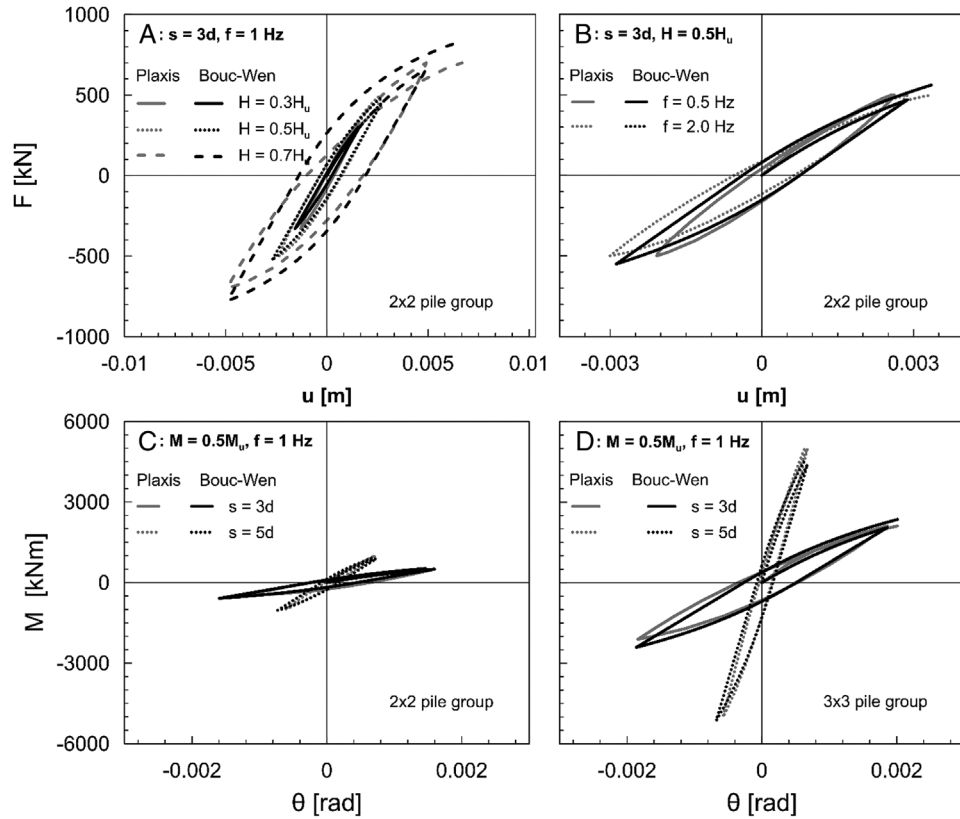 A: s = 3d, f = 1 Hz
Plaxis Bouc-Wen
H = 0.3Hu
H = 0.5Hu
H = 0.7H
2x2 pile group
F [kN]
1000
500
0
-500
-1000
-0.01 -0.005 0 0.005 0.01
u [m]
B: s = 3d, H = 0.5Hu
Plaxis Bouc-Wen
f = 0.5 Hz
f = 2.0 Hz
2x2 pile group
-0.003 0 0.003
u [m]
C: M = 0.5Mu, f = 1 Hz
Plaxis Bouc-Wen
s = 3d
s = 5d
2x2 pile group
M [kNm]
6000
3000
0
-3000
-6000
-0.002 0 0.002
θ [rad]
D: M = 0.5Mu, f = 1 Hz
Plaxis Bouc-Wen
s = 3d
s = 5d
3x3 pile group
-0.002 0 0.002
θ [rad]